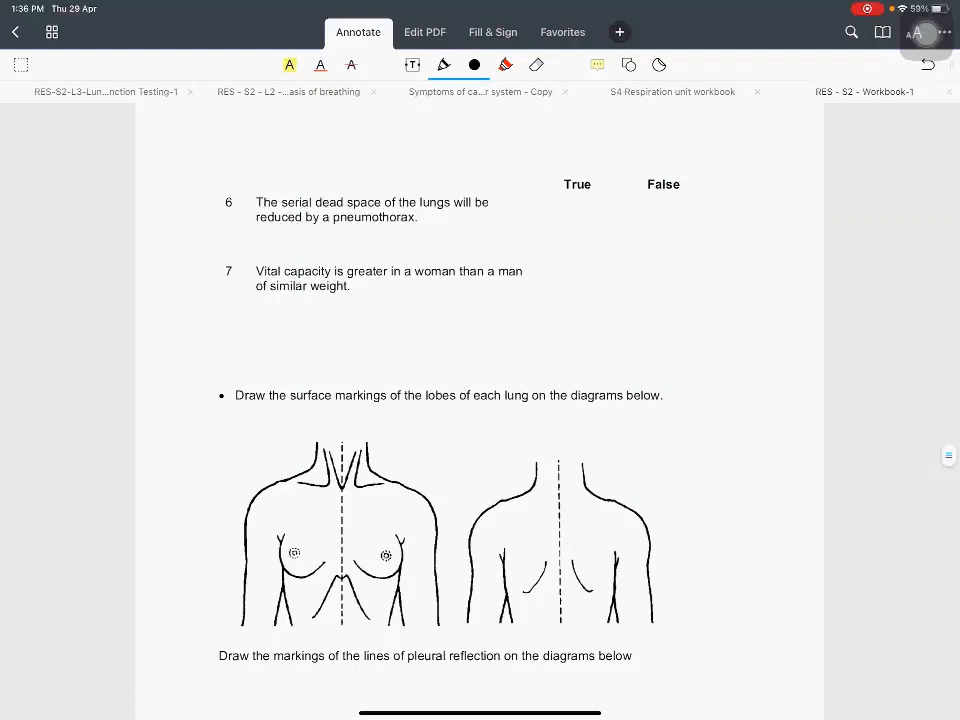 1:36 PM Thu 29 Apr
59%
Annotate Edit PDF Fill & Sign Favorites
RES-S2-L3-Lun...nction Testing-1 RES - S2 - L2 -...asis of breathing Symptoms of ca...r system - Copy S4 Respiration unit workbook RES - S2 - Workbook-1
True False
6 The serial dead space of the lungs will be
reduced by a pneumothorax.
7 Vital capacity is greater in a woman than a man
of similar weight.
• Draw the surface markings of the lobes of each lung on the diagrams below.
Draw the markings of the lines of pleural reflection on the diagrams below